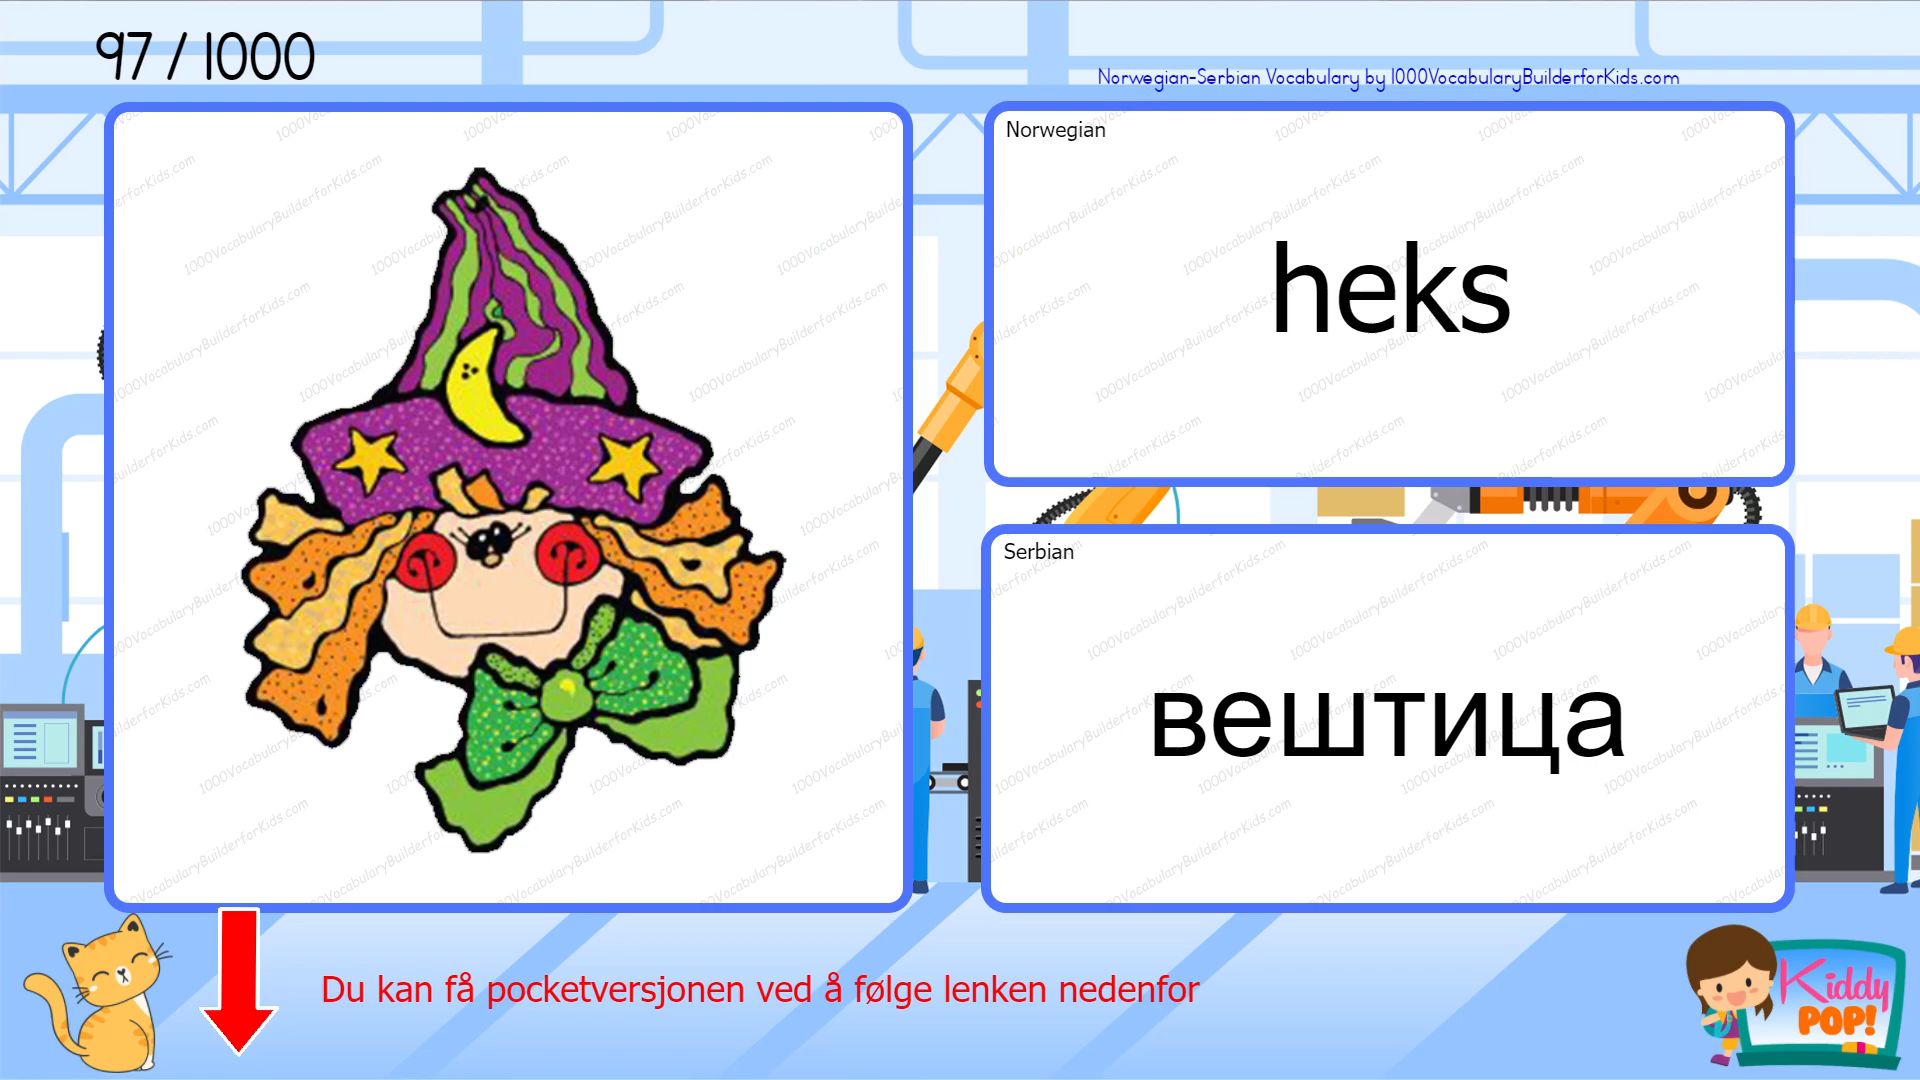 97 / 1000
Norwegian-Serbian Vocabulary by 1000VocabularyBuilderforKids.com
Norwegian
heks
Serbian
вештица
Du kan få pocketversjonen ved å følge lenken nedenfor
Kiddy
POP!